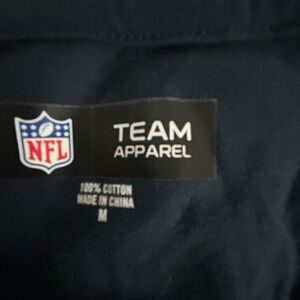 NFL
TEAM
APPAREL
100% COTTON
MADE IN CHINA
M